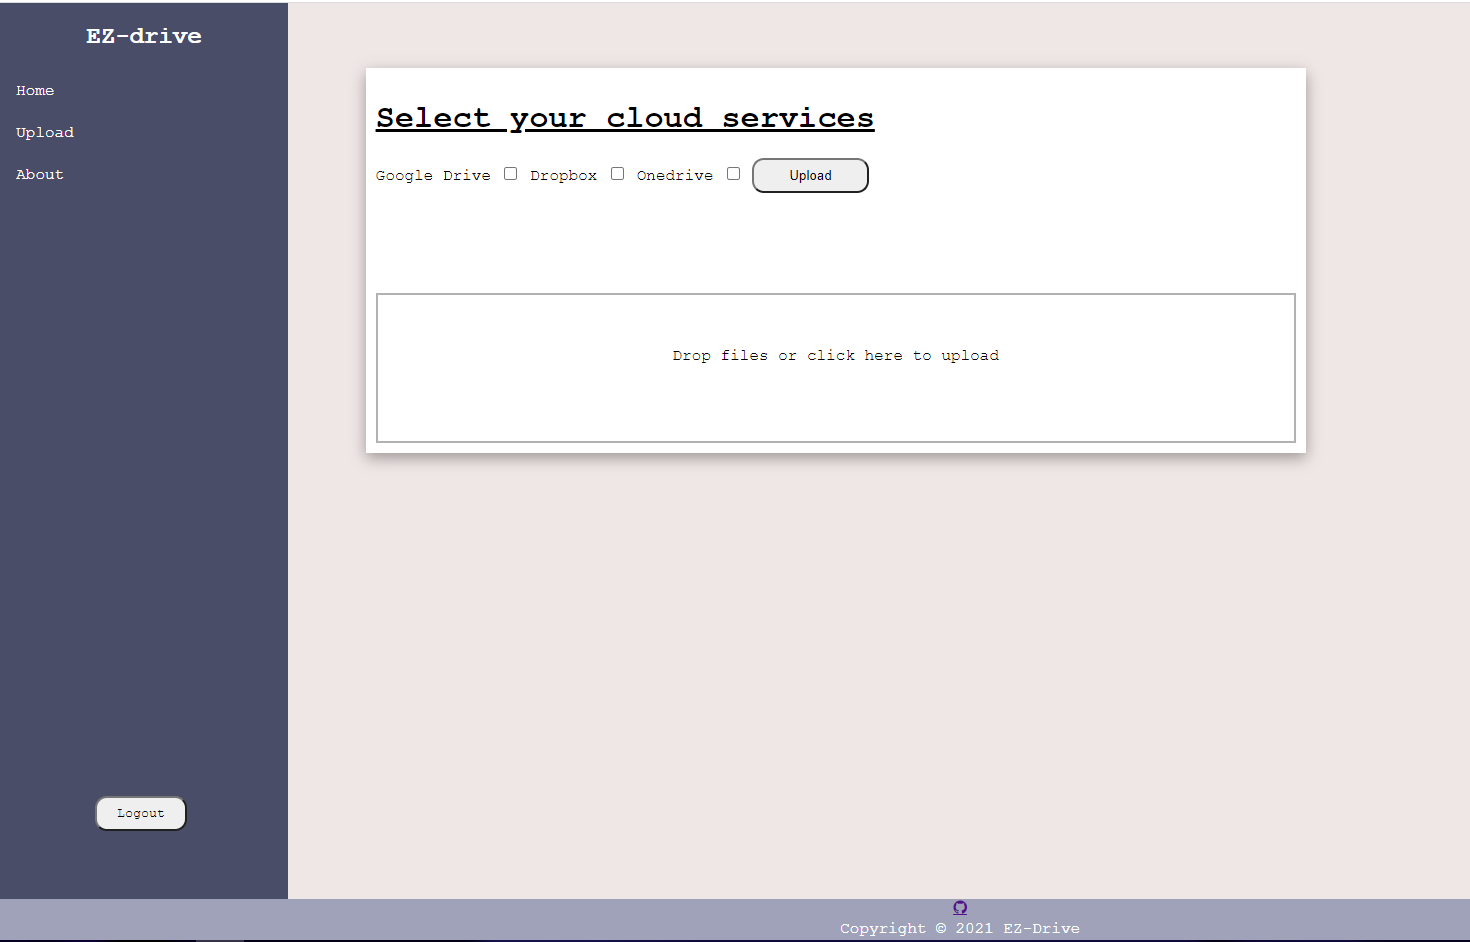 EZ-drive
Home
Upload
About
Logout
Select your cloud services
Google Drive Dropbox Onedrive Upload
Drop files or click here to upload
Copyright © 2021 EZ-Drive